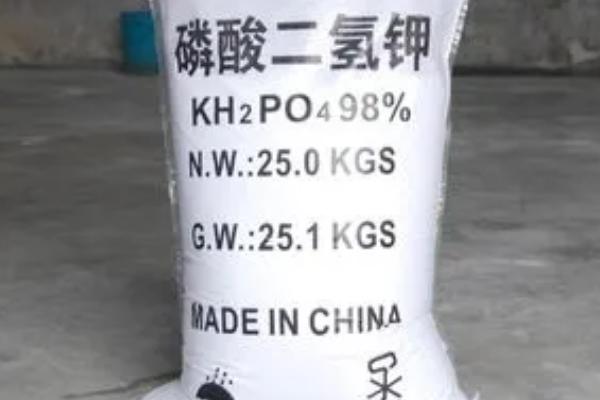 磷酸二氢钾
KH2PO4 98%
N.W.:25.0 KGS
G.W.:25.1 KGS
MADE IN CHINA